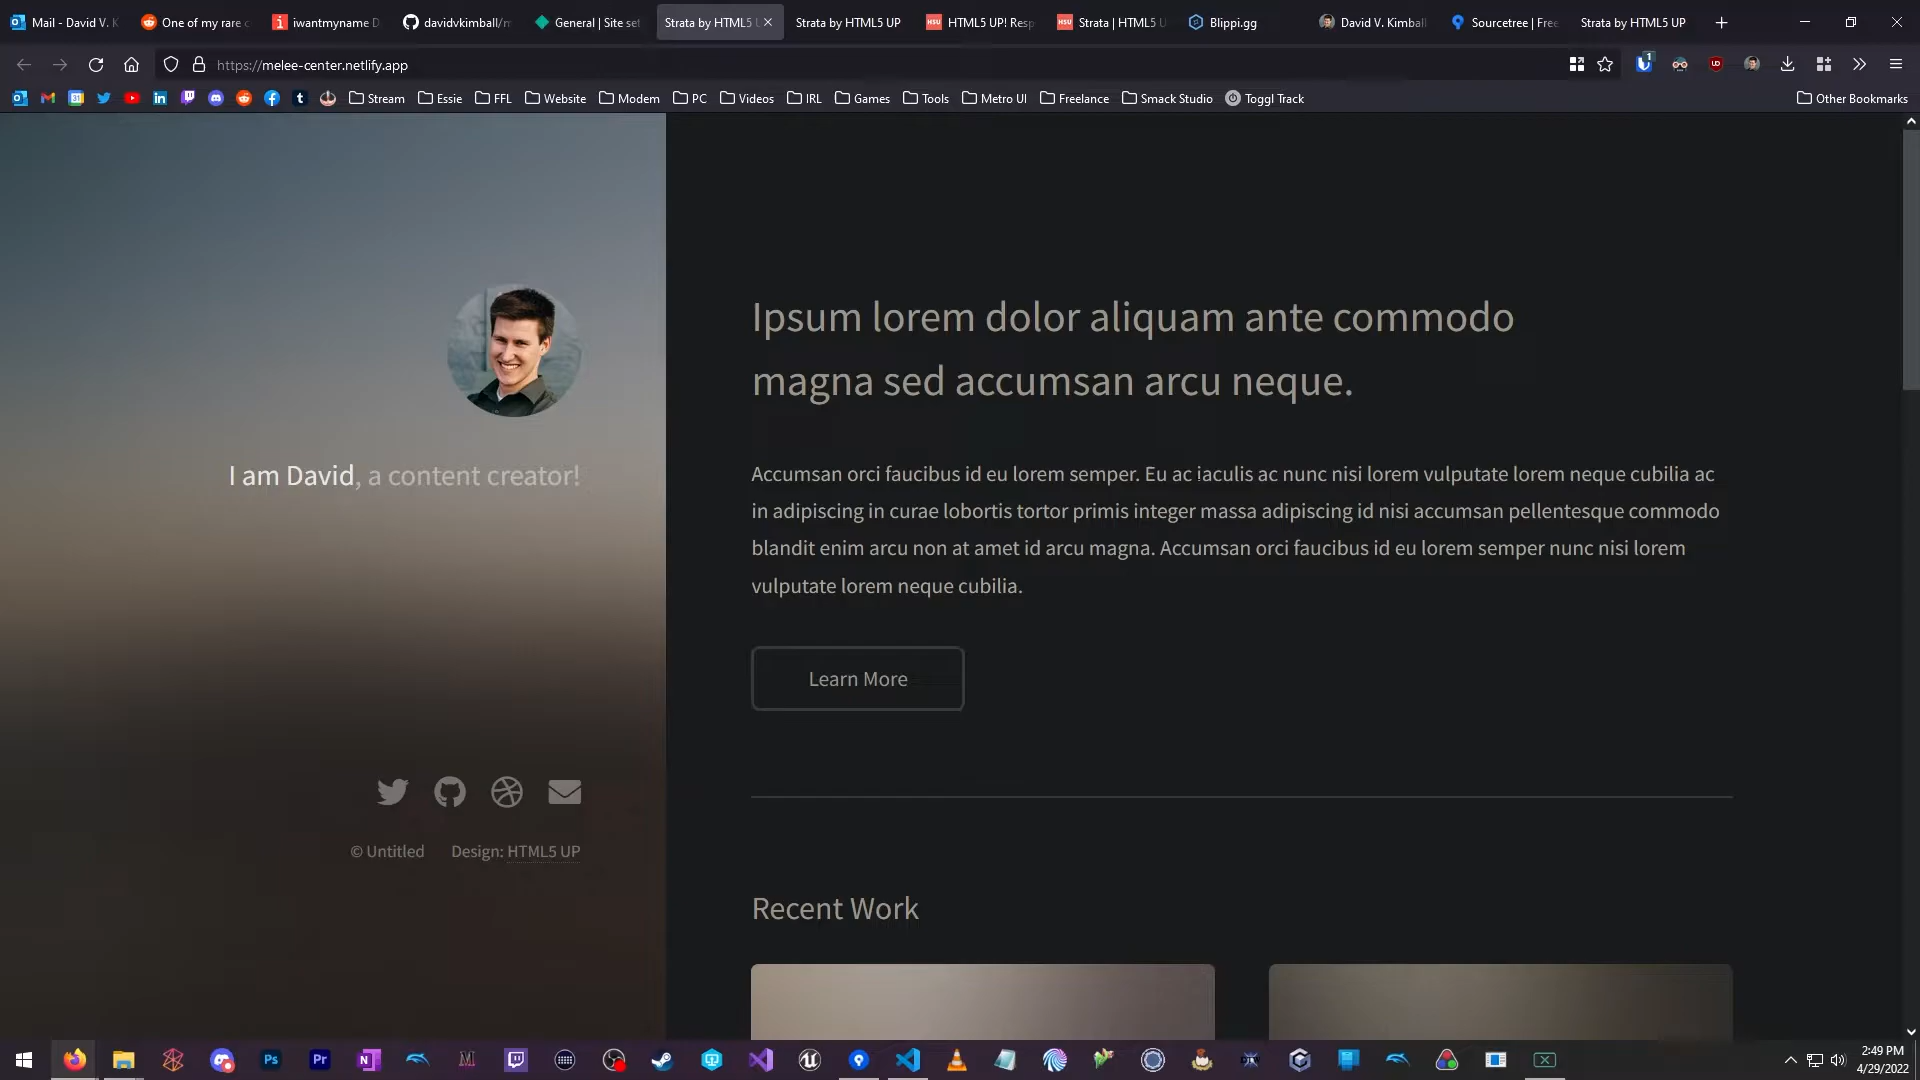 Mail - David V. K
One of my rare c
iwantmyname D
davidvkimball/m
General | Site set
Strata by HTML5 U
Strata by HTML5 UP
HTML5 UP! Resp
Strata | HTML5 U
Blippi.gg
David V. Kimball
Sourcetree | Free
Strata by HTML5 UP
https://melee-center.netlify.app
1
Stream
Essie
FFL
Website
Modem
PC
Videos
IRL
Games
Tools
Metro UI
Freelance
Smack Studio
Toggl Track
Other Bookmarks
I am David, a content creator!
© Untitled
Design: HTML5 UP
Ipsum lorem dolor aliquam ante commodo
magna sed accumsan arcu neque.
Accumsan orci faucibus id eu lorem semper. Eu ac iaculis ac nunc nisi lorem vulputate lorem neque cubilia ac
in adipiscing in curae lobortis tortor primis integer massa adipiscing id nisi accumsan pellentesque commodo
blandit enim arcu non at amet id arcu magna. Accumsan orci faucibus id eu lorem semper nunc nisi lorem
vulputate lorem neque cubilia.
Learn More
Recent Work
Ps
Pr
N
M
2:49 PM
4/29/2022